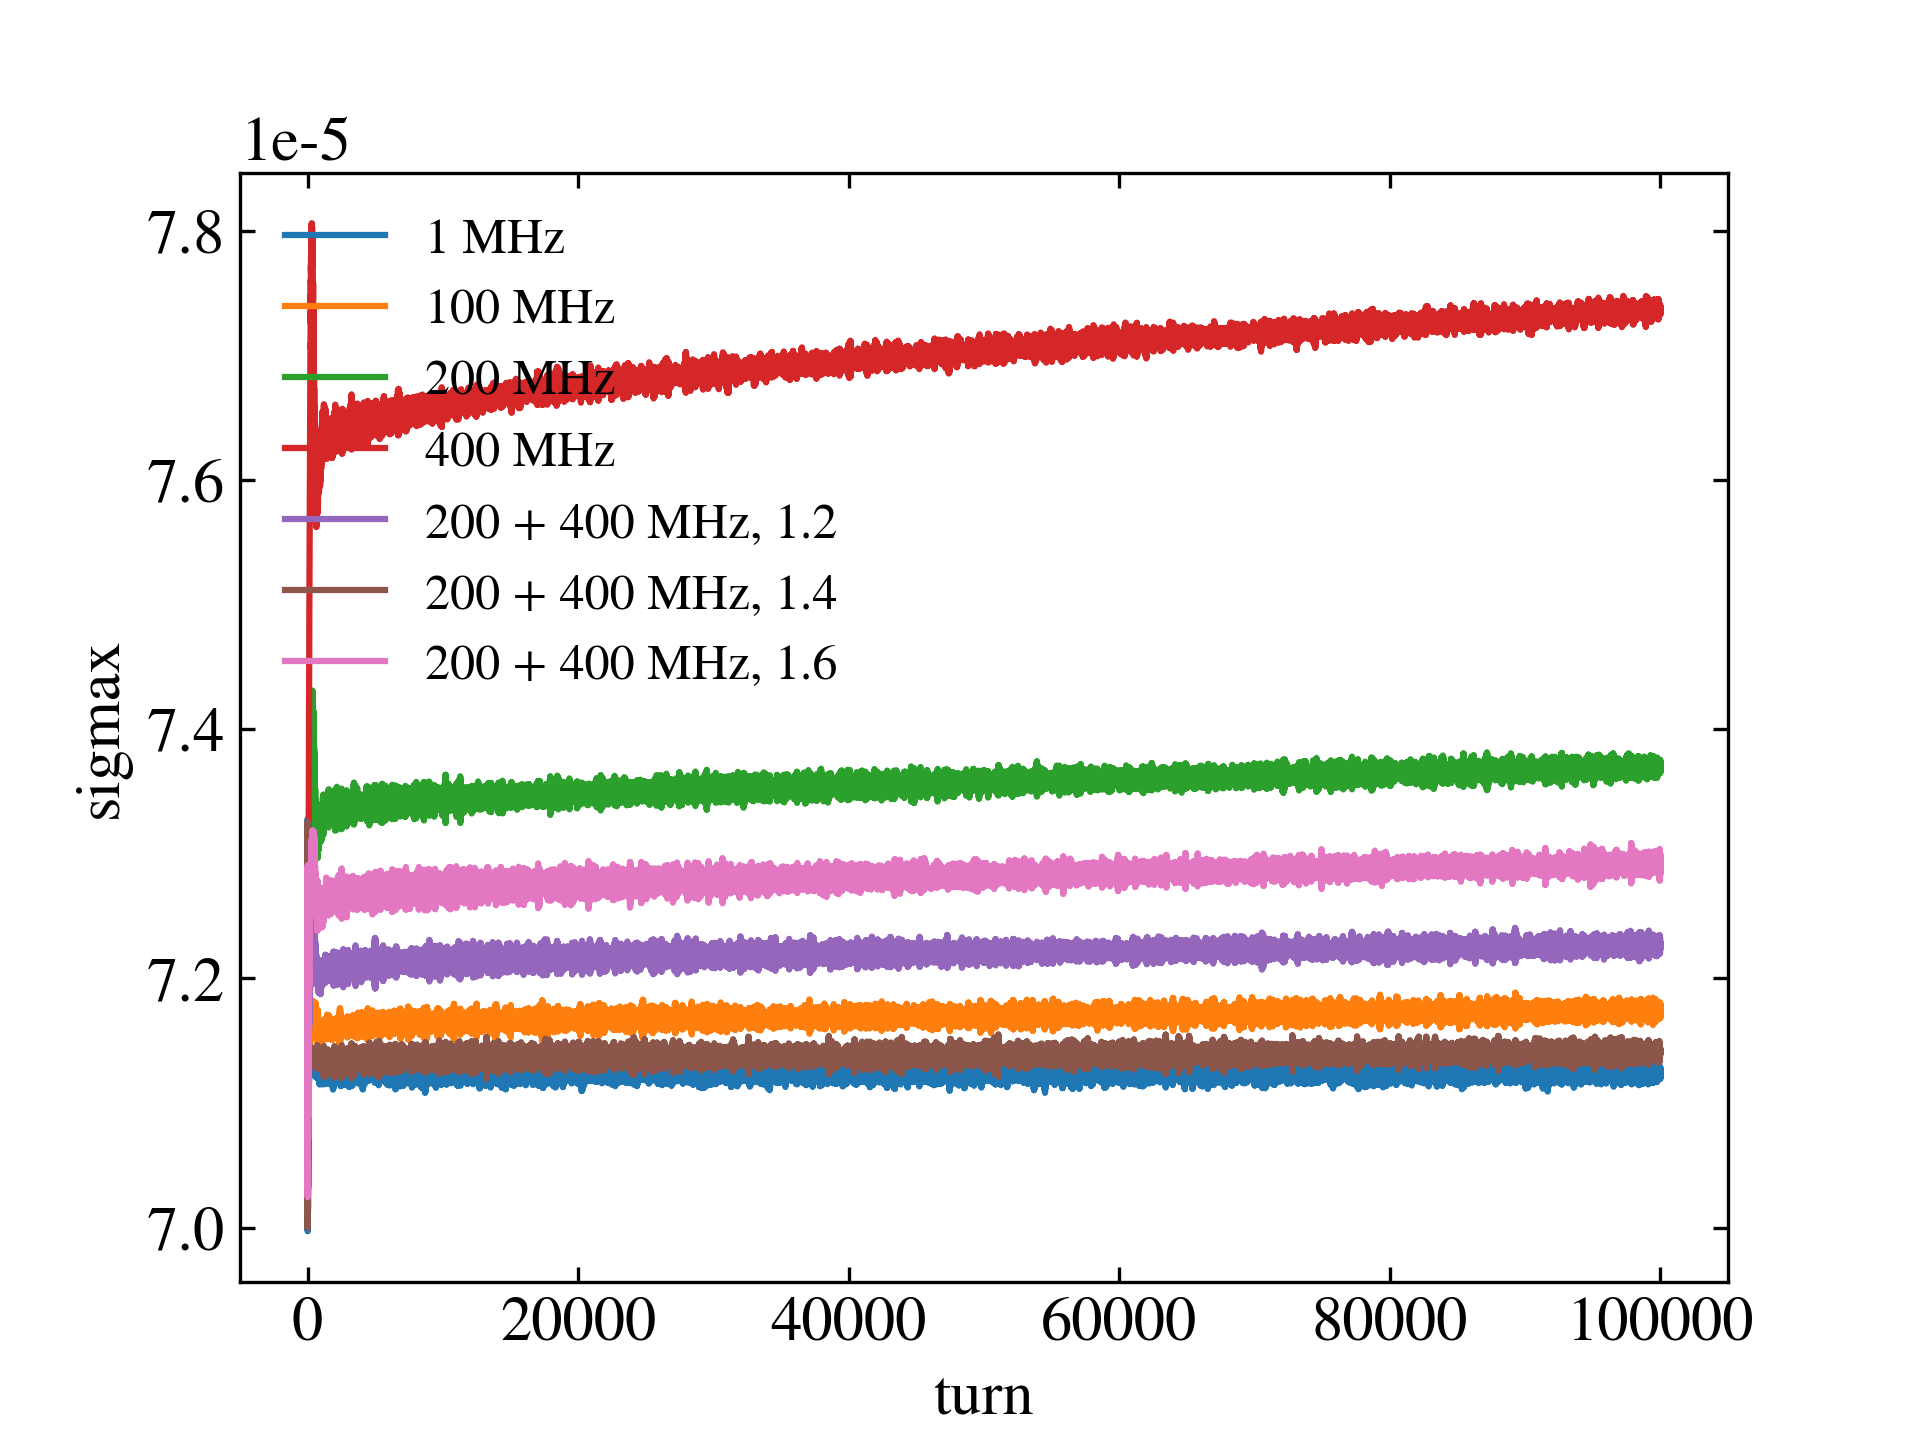 1e-5
7.8
7.6
7.4
7.2
7.0
sigmax
1 MHz
100 MHz
200 MHz
400 MHz
200 + 400 MHz, 1.2
200 + 400 MHz, 1.4
200 + 400 MHz, 1.6
0 20000 40000 60000 80000 100000
turn